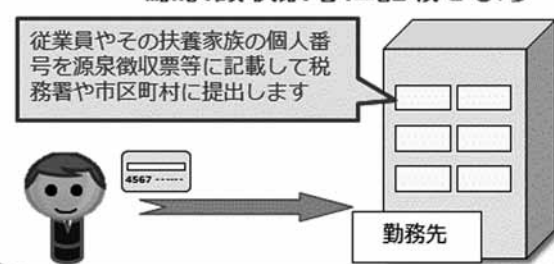 従業員やその扶養家族の個人番
号を源泉徴収票等に記載して税
務署や市区町村に提出します
4567 ------
勤務先